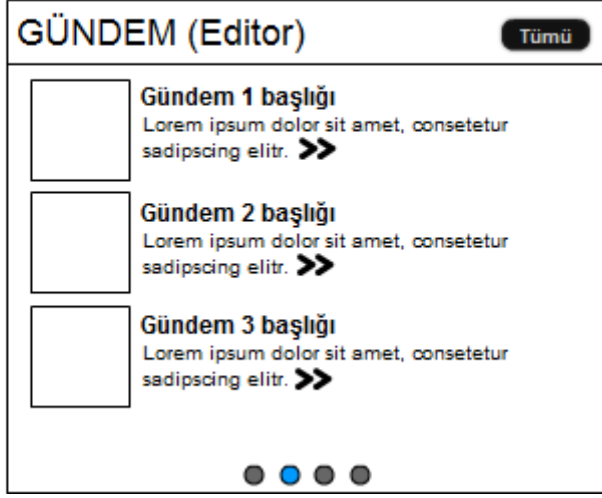 GÜNDEM (Editor)
Tümü
Gündem 1 başlığı
Lorem ipsum dolor sit amet, consetetur
sadipscing elitr. >>
Gündem 2 başlığı
Lorem ipsum dolor sit amet, consetetur
sadipscing elitr. >>
Gündem 3 başlığı
Lorem ipsum dolor sit amet, consetetur
sadipscing elitr. >>